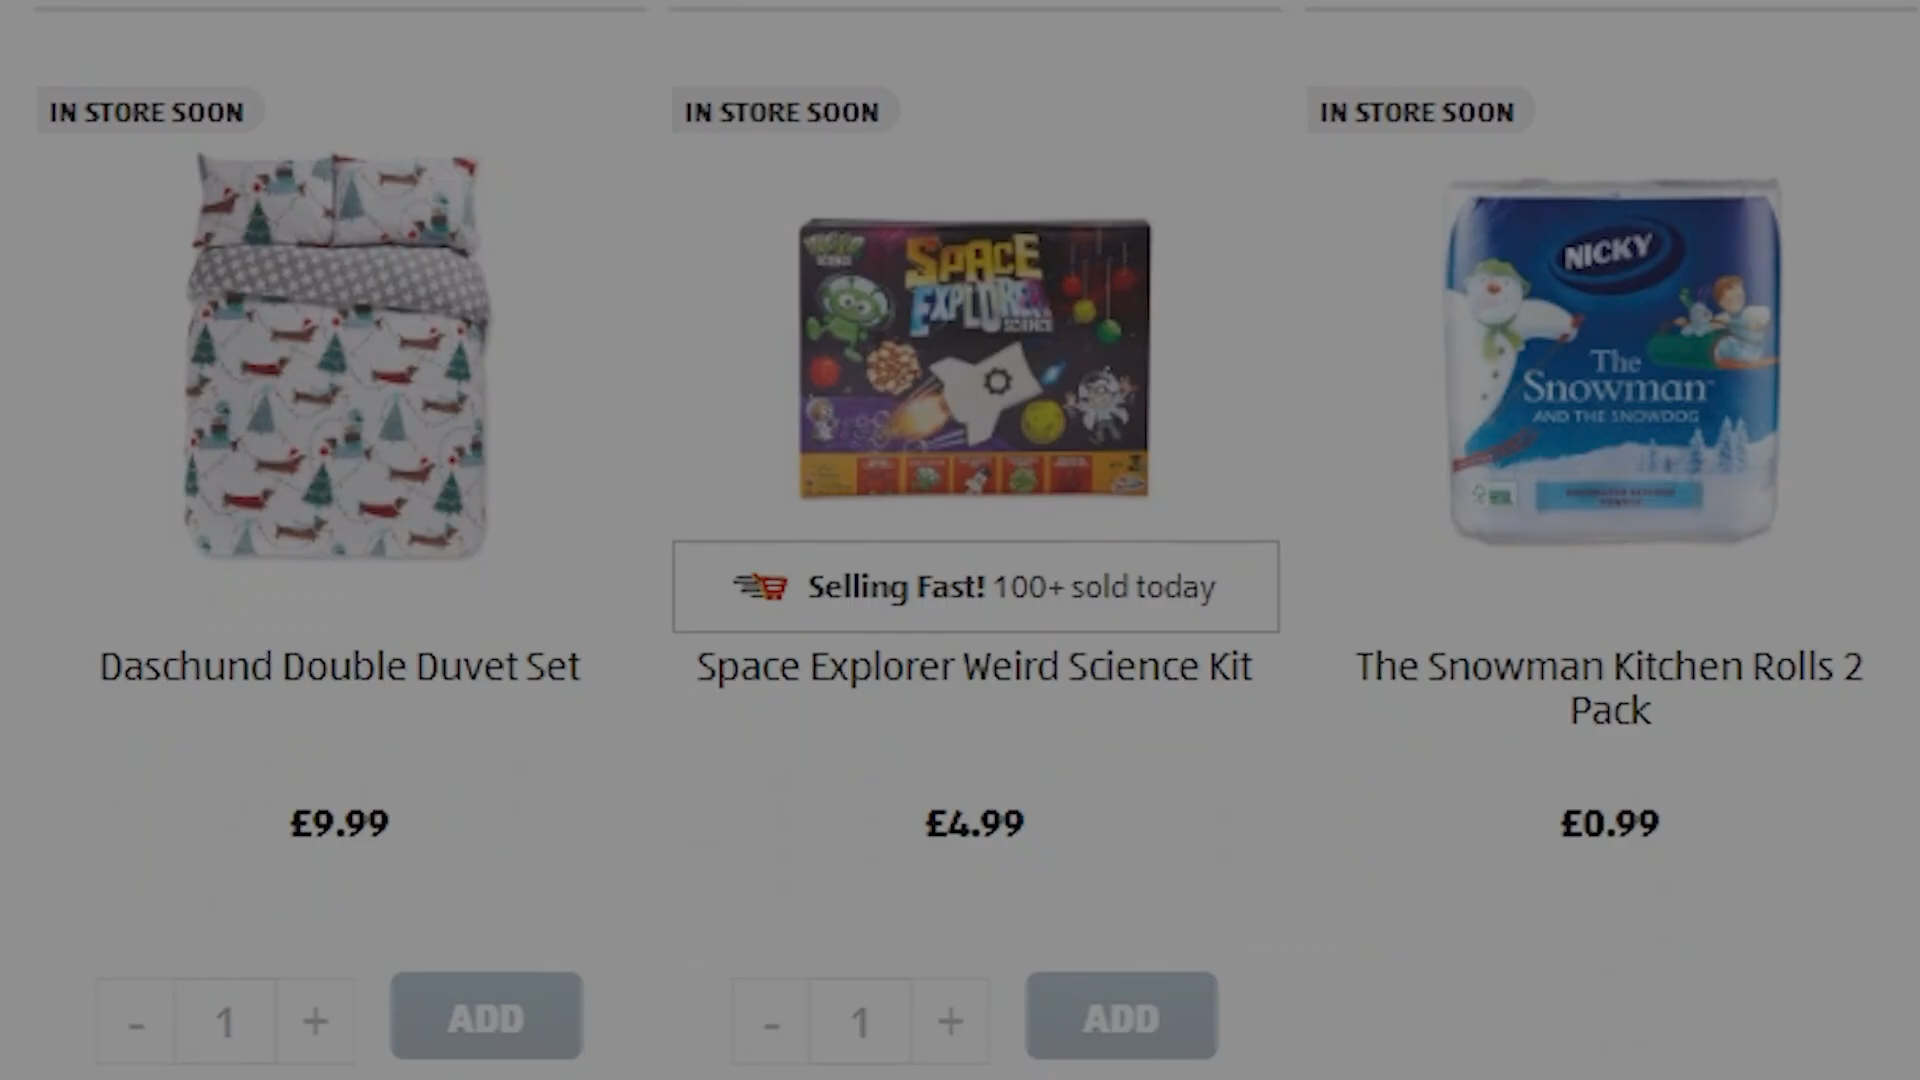 IN STORE SOON
IN STORE SOON
IN STORE SOON
SPACE
EXPLORER
SCIENCE
NICKY
The
Snowman
AND THE SNOWDOG
Selling Fast! 100+ sold today
Daschund Double Duvet Set
Space Explorer Weird Science Kit
The Snowman Kitchen Rolls 2
Pack
£9.99
£4.99
£0.99
- 1 + ADD
- 1 + ADD